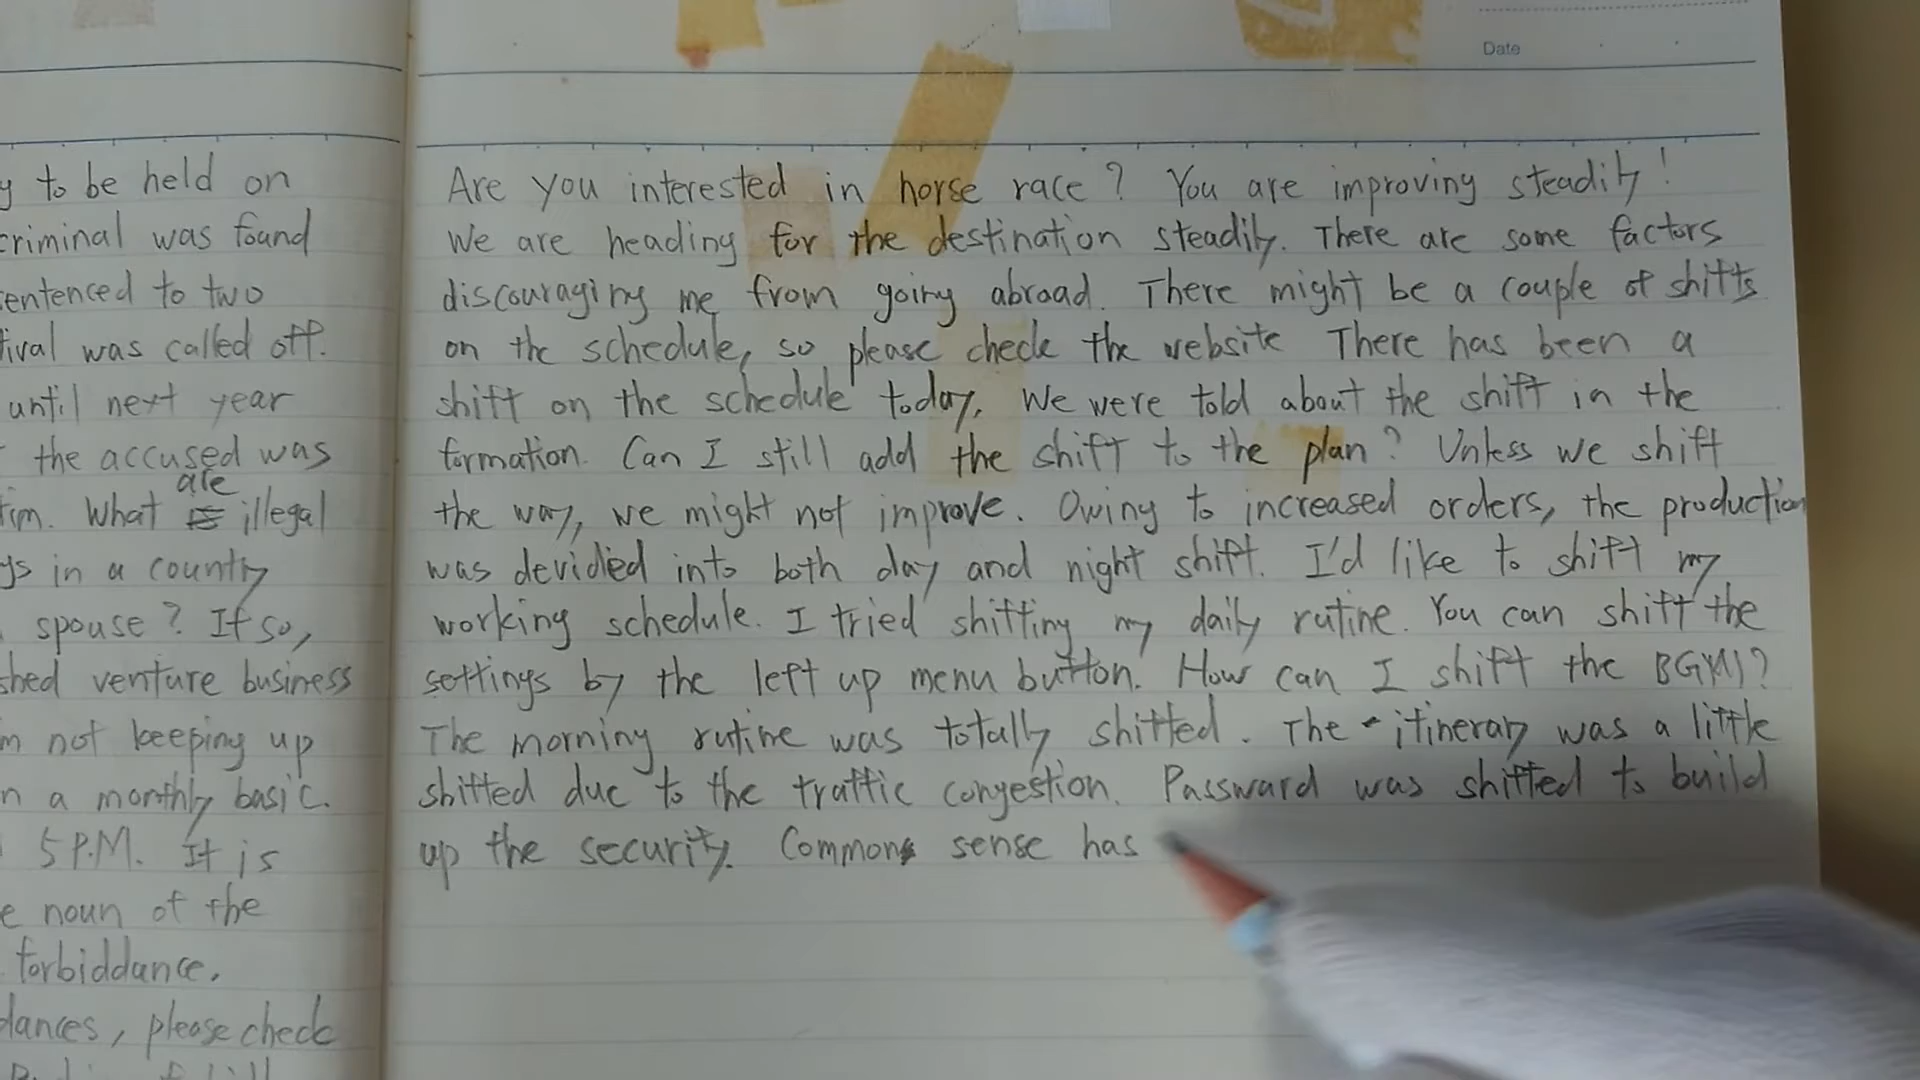 Date
y to be held on
criminal was found
sentenced to two
tival was called off.
until next year
the accused was
are
tim. What is illegal
ys in a country
spouse? If so,
shed venture business
m not keeping up
n a monthly basic.
5 P.M. It is
e noun of the
forbiddance.
dances, please check
Are you interested in horse race? You are improving steadily!
We are heading for the destination steadily. There are some factors
discouraging me from going abroad. There might be a couple of shifts
on the schedule, so please check the website There has been a
shift on the schedule today. We were told about the shift in the
formation. Can I still add the shift to the plan? Unless we shift
the way, we might not improve. Owing to increased orders, the production
was devidied into both day and night shift. I'd like to shift my
working schedule. I tried shifting my daily rutine. You can shift the
settings by the left up menu button. How can I shift the BGM?
The morning rutine was totally shifted. The itinerary was a little
shifted due to the traffic congestion. Passward was shifted to build
up the security. Common sense has